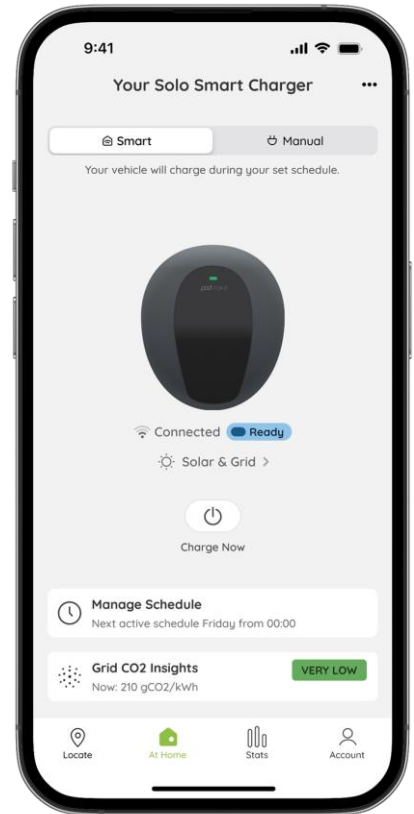 9:41
Your Solo Smart Charger
Smart
Manual
Your vehicle will charge during your set schedule.
Connected
Ready
Solar & Grid >
Charge Now
Manage Schedule
Next active schedule Friday from 00:00
Grid CO2 Insights
VERY LOW
Now: 210 gCO2/kWh
Locate
At Home
Stats
Account